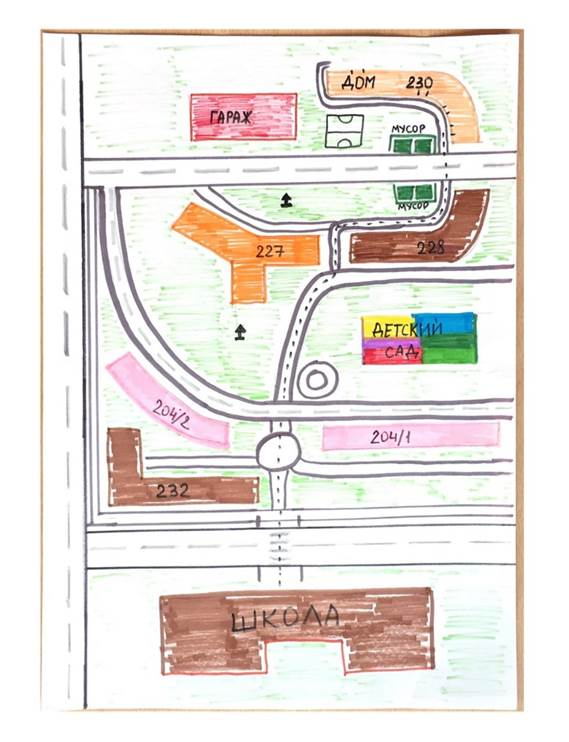 ДОМ 230
ГАРАЖ
МУСОР
МУСОР
227
228
ДЕТСКИЙ
САД
204/2
204/1
232
ШКОЛА